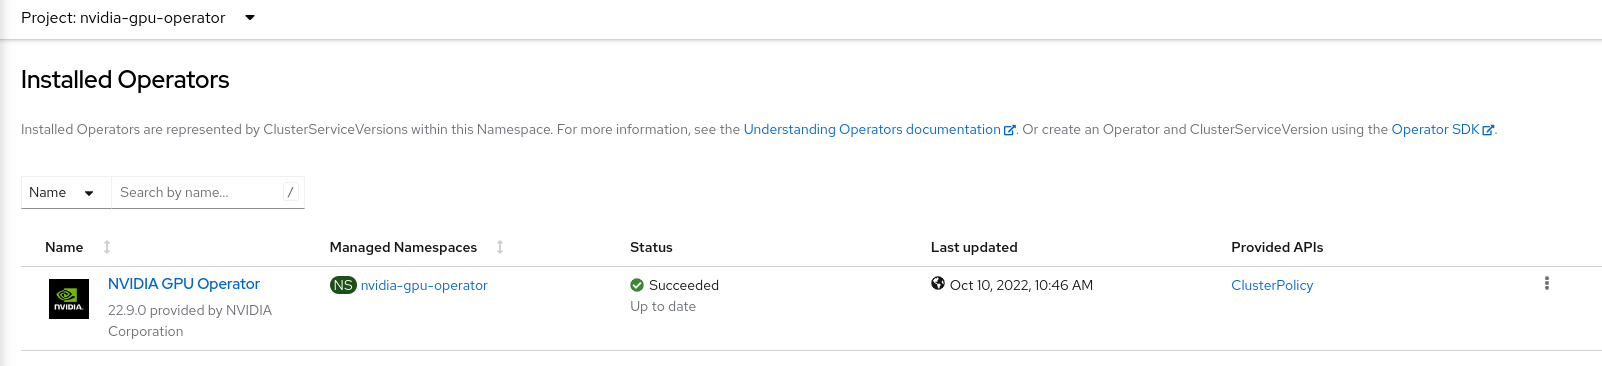 Project: nvidia-gpu-operator
Installed Operators
Installed Operators are represented by ClusterServiceVersions within this Namespace. For more information, see the Understanding Operators documentation. Or create an Operator and ClusterServiceVersion using the Operator SDK.
Name Search by name... /
Name Managed Namespaces Status Last updated Provided APIs
NVIDIA GPU Operator NS nvidia-gpu-operator Succeeded Oct 10, 2022, 10:46 AM ClusterPolicy
NVIDIA. 22.9.0 provided by NVIDIA Up to date
Corporation